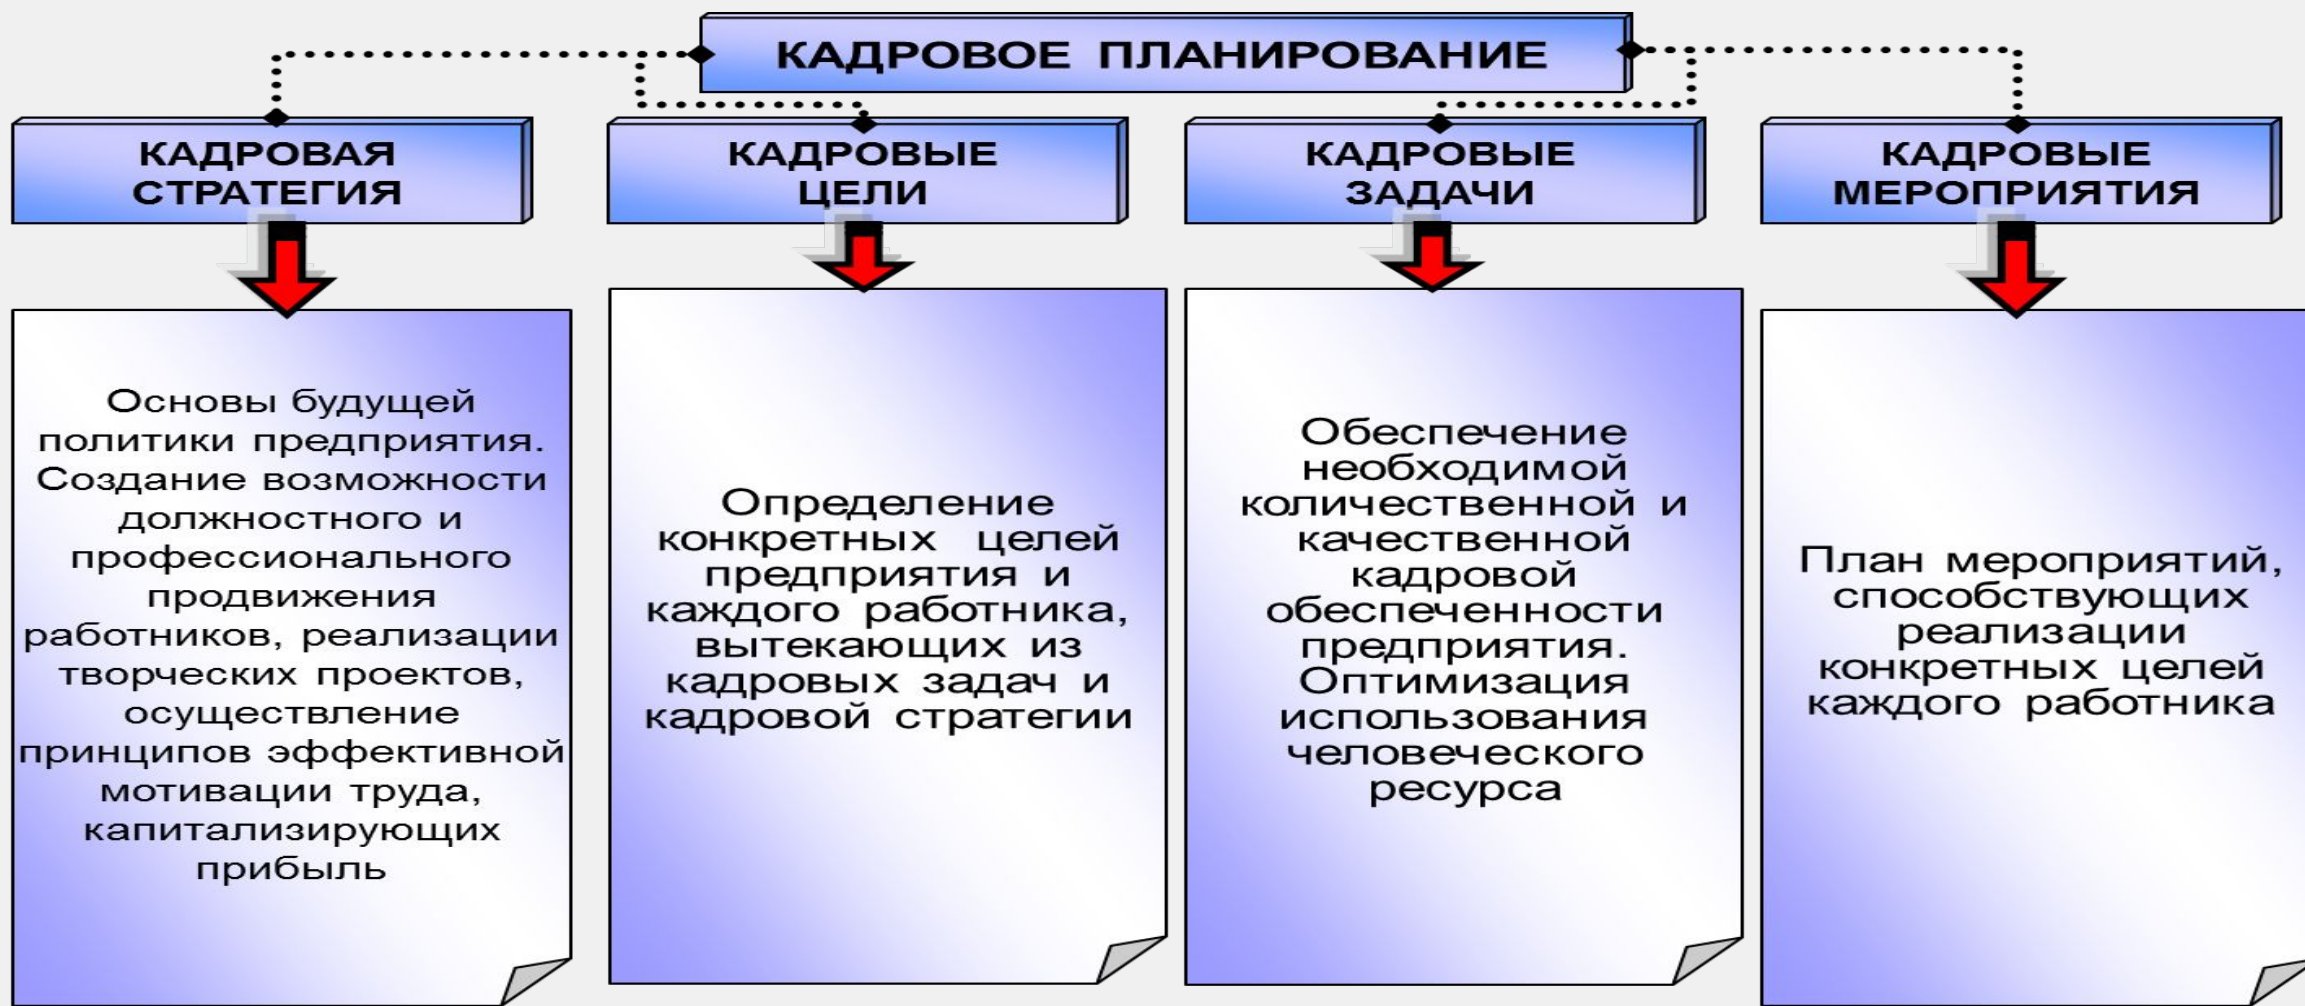 КАДРОВОЕ ПЛАНИРОВАНИЕ
КАДРОВАЯ
СТРАТЕГИЯ
Основы будущей
политики предприятия.
Создание возможности
должностного и
профессионального
продвижения
работников, реализации
творческих проектов,
осуществление
принципов эффективной
мотивации труда,
капитализирующих
прибыль
КАДРОВЫЕ
ЦЕЛИ
Определение
конкретных целей
предприятия и
каждого работника,
вытекающих из
кадровых задач и
кадровой стратегии
КАДРОВЫЕ
ЗАДАЧИ
Обеспечение
необходимой
количественной и
качественной
кадровой
обеспеченности
предприятия.
Оптимизация
использования
человеческого
ресурса
КАДРОВЫЕ
МЕРОПРИЯТИЯ
План мероприятий,
способствующих
реализации
конкретных целей
каждого работника